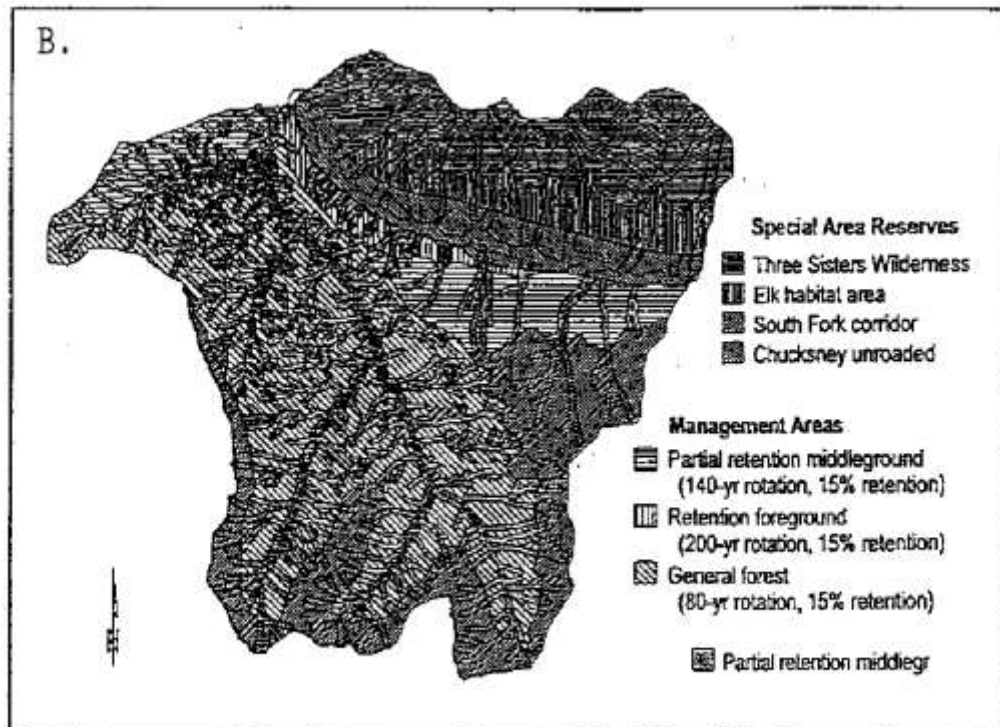 B.
Special Area Reserves
Three Sisters Wilderness
Elk habitat area
South Fork corridor
Chucksney unroaded
Management Areas
Partial retention middleground
(140-yr rotation, 15% retention)
Retention foreground
(200-yr rotation, 15% retention)
General forest
(80-yr rotation, 15% retention)
Partial retention middlegr